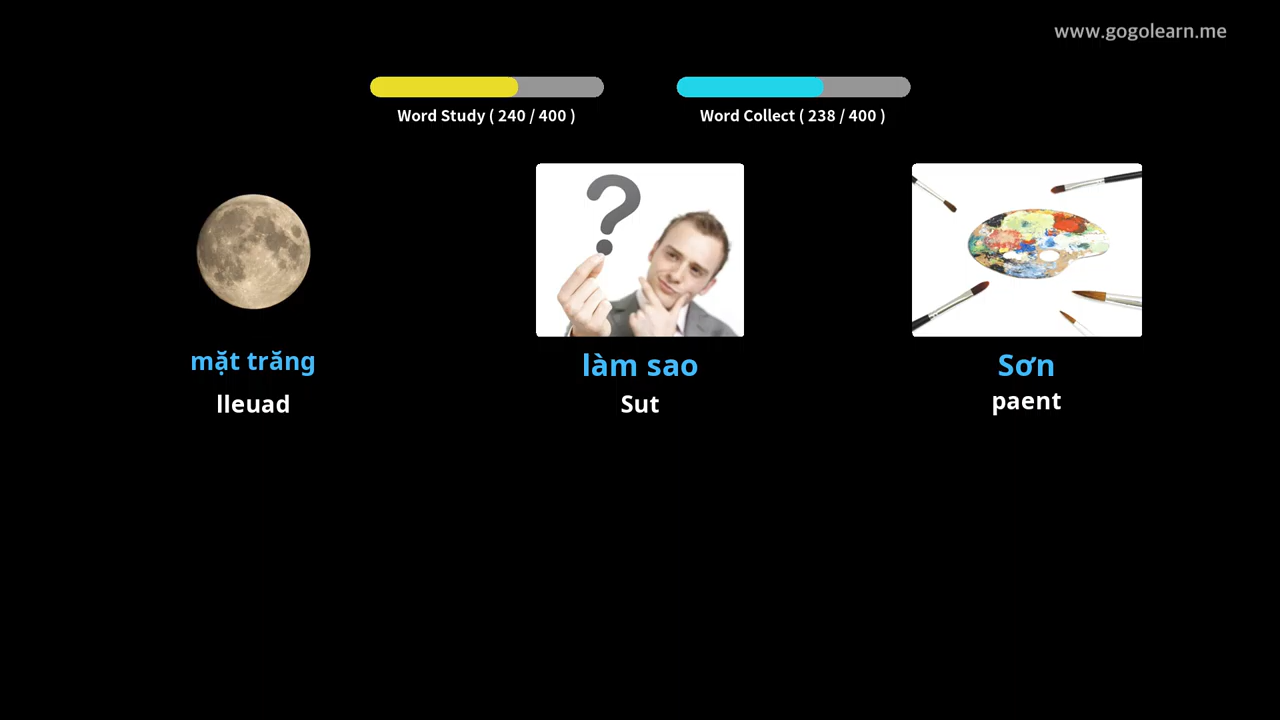 www.gogolearn.me
Word Study ( 240 / 400 )
Word Collect ( 238 / 400 )
mặt trăng
làm sao
Sơn
lleuad
Sut
paent